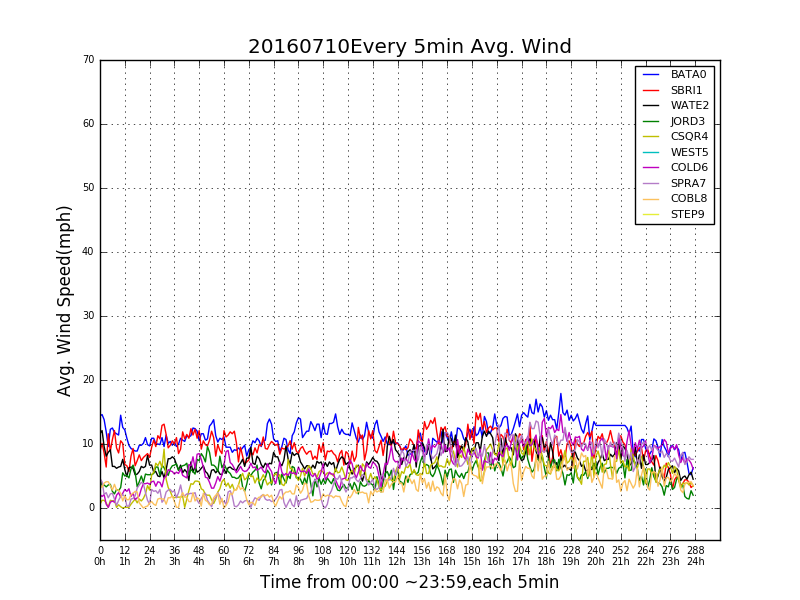 20160710Every 5min Avg. Wind
70
60
50
40
30
20
10
0
Avg. Wind Speed(mph)
BATA0
SBRI1
WATE2
JORD3
CSQR4
WEST5
COLD6
SPRA7
COBL8
STEP9
0 12 24 36 48 60 72 84 96 108 120 132 144 156 168 180 192 204 216 228 240 252 264 276 288
0h 1h 2h 3h 4h 5h 6h 7h 8h 9h 10h 11h 12h 13h 14h 15h 16h 17h 18h 19h 20h 21h 22h 23h 24h
Time from 00:00 ~23:59,each 5min